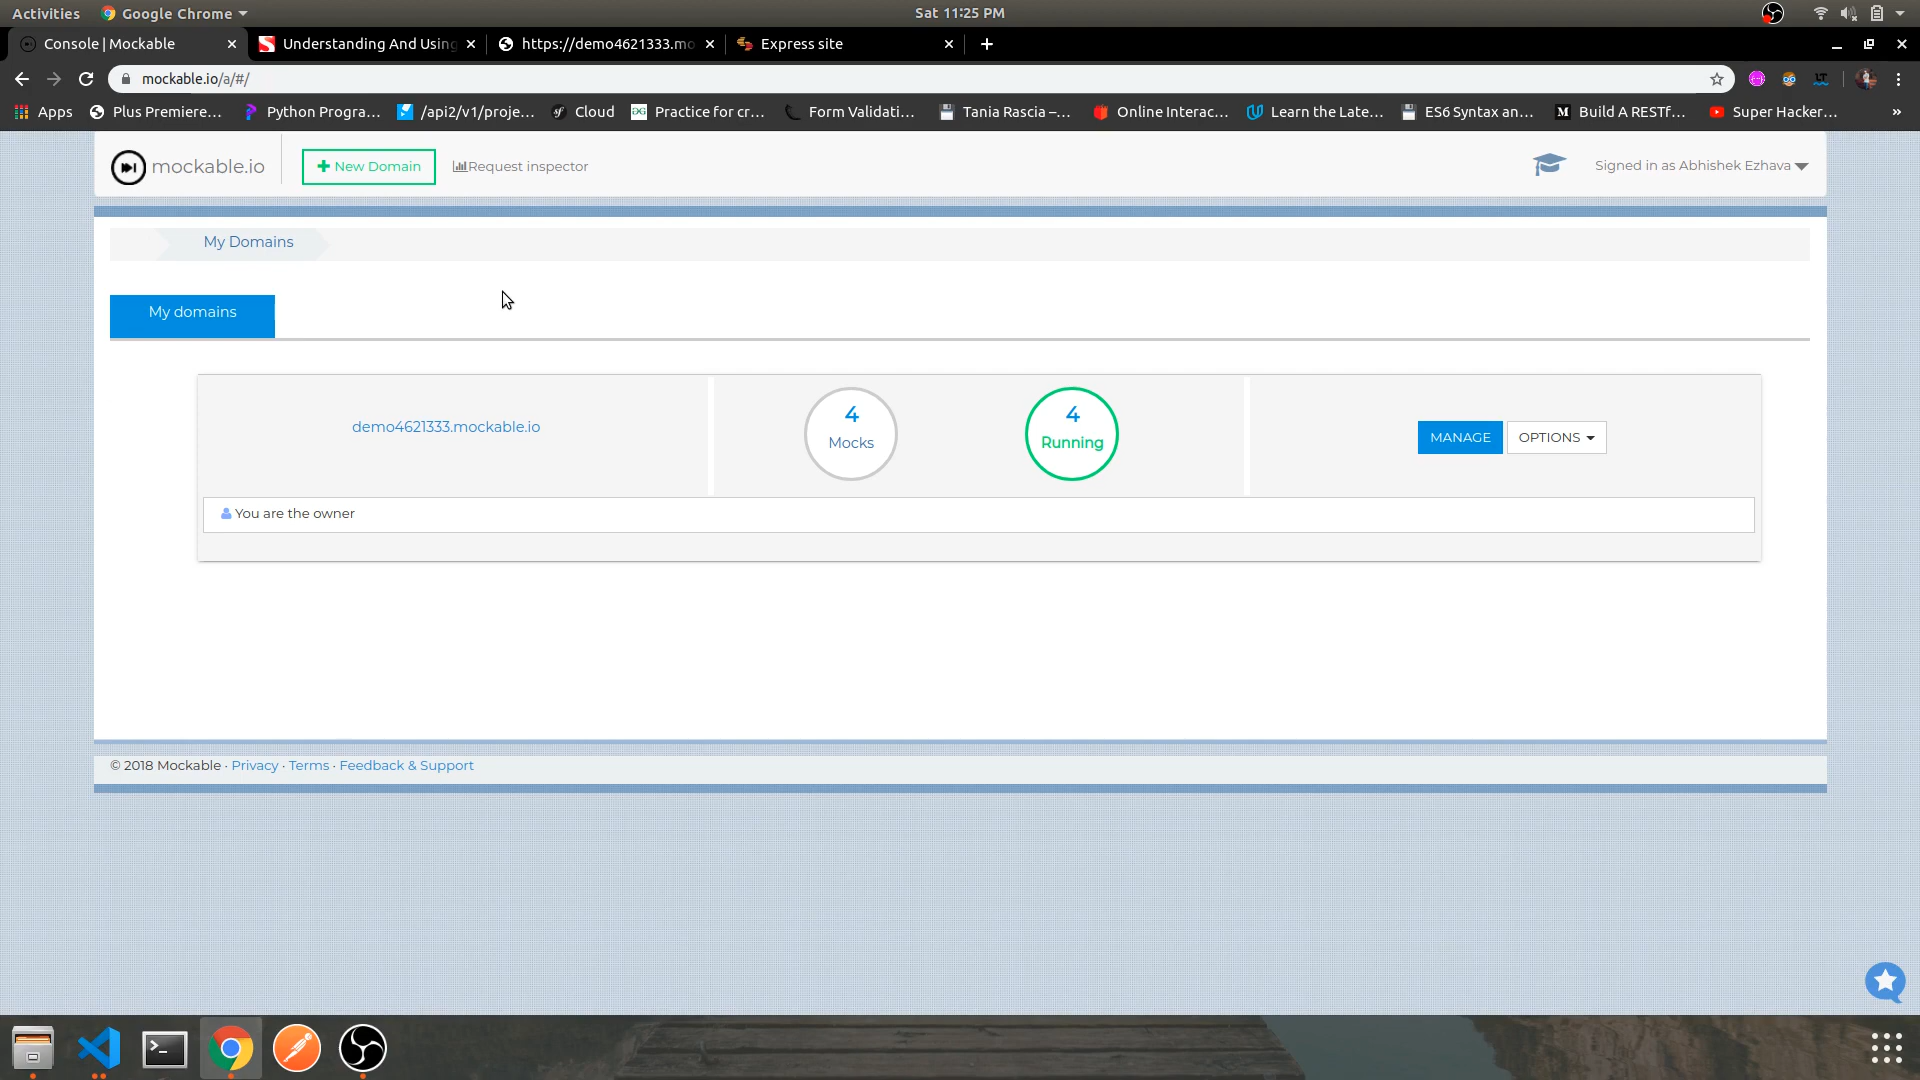 Activities Google Chrome Sat 11:25 PM
Console | Mockable Understanding And Using https://demo4621333.mo Express site
mockable.io/a/#/
Apps Plus Premiere... Python Progra... /api2/v1/proje... Cloud Practice for cr... Form Validati... Tania Rascia –... Online Interac... Learn the Late... ES6 Syntax an... Build A RESTf... Super Hacker... »
mockable.io New Domain Request inspector Signed in as Abhishek Ezhava
My Domains
My domains
demo4621333.mockable.io
4
Mocks
4
Running
MANAGE OPTIONS
You are the owner
© 2018 Mockable · Privacy · Terms · Feedback & Support